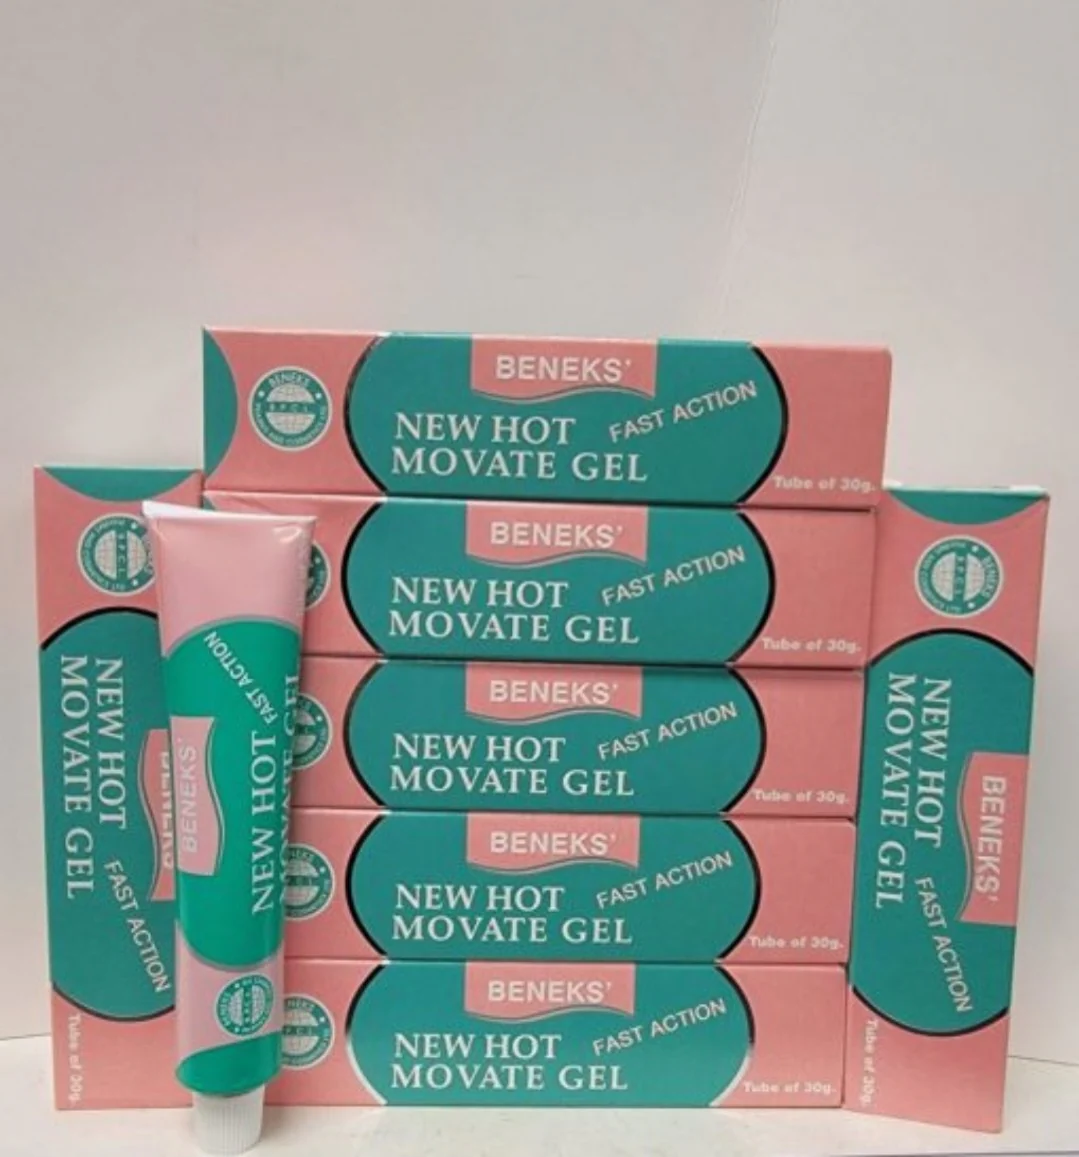 BENEKS'
NEW HOT
MOVATE GEL
FAST ACTION
Tube of 30g.
BENEKS
B.P.C.L
BENEKS'
NEW HOT
MOVATE GEL
FAST ACTION
Tube of 30g.
BENEKS'
NEW HOT
MOVATE GEL
FAST ACTION
Tube of 30g.
BENEKS'
NEW HOT
MOVATE GEL
FAST ACTION
Tube of 30g.
BENEKS'
NEW HOT
MOVATE GEL
FAST ACTION
Tube of 30g.
NEW HOT
MOVATE GEL
FAST ACTION
Tube of 30g.
BENEKS'
NEW HOT
MOVATE GEL
FAST ACTION
BENEKS'
NEW HOT
MOVATE GEL
FAST ACTION
Tube of 30g.